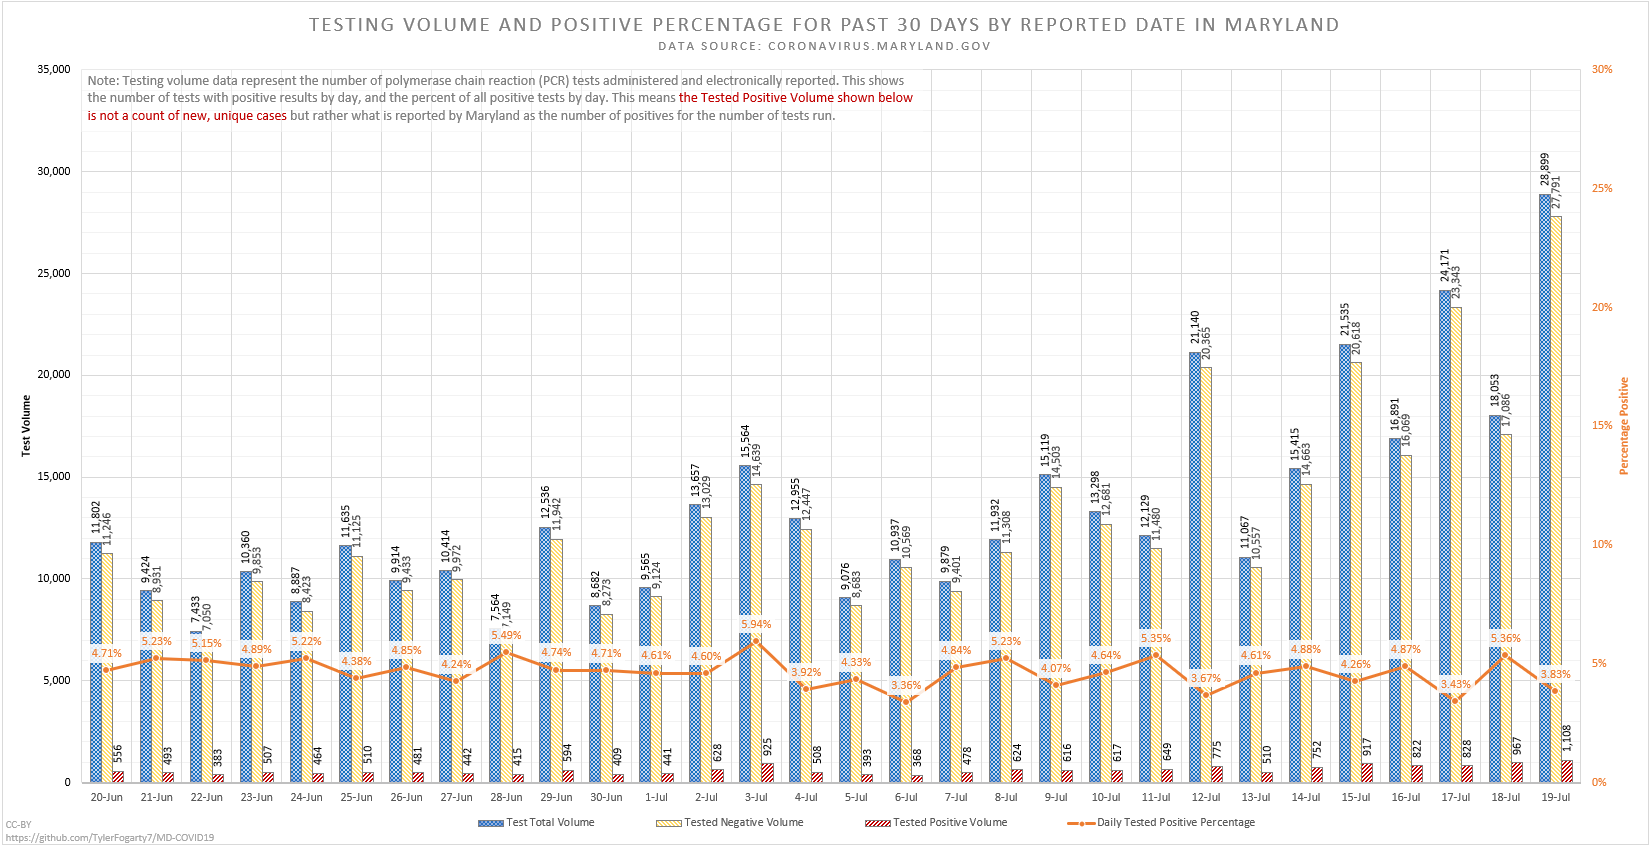 TESTING VOLUME AND POSITIVE PERCENTAGE FOR PAST 30 DAYS BY REPORTED DATE IN MARYLAND
DATA SOURCE: CORONAVIRUS.MARYLAND.GOV
Note: Testing volume data represent the number of polymerase chain reaction (PCR) tests administered and electronically reported. This shows
the number of tests with positive results by day, and the percent of all positive tests by day. This means the Tested Positive Volume shown below
is not a count of new, unique cases but rather what is reported by Maryland as the number of positives for the number of tests run.
Test Volume
35,000
30,000
25,000
20,000
15,000
10,000
5,000
0
Percentage Positive
30%
25%
20%
15%
10%
5%
0%
11,802 11,246 4.71% 556
9,424 8,931 5.23% 493
7,433 7,050 5.15% 383
10,360 9,853 4.89% 507
8,887 8,423 5.22% 464
11,635 11,125 4.38% 510
9,914 9,433 4.85% 481
10,414 9,972 4.24% 442
7,564 7,149 5.49% 415
12,536 11,942 4.74% 594
8,682 8,273 4.71% 409
9,565 9,124 4.61% 441
13,657 13,029 4.60% 628
15,564 14,639 5.94% 925
12,955 12,447 3.92% 508
9,076 8,683 4.33% 393
10,937 10,569 3.36% 368
9,879 9,401 4.84% 478
11,932 11,308 5.23% 624
15,119 14,503 4.07% 616
13,298 12,681 4.64% 617
12,129 11,480 5.35% 649
21,140 20,365 3.67% 775
11,067 10,557 4.61% 510
15,415 14,663 4.88% 752
21,535 20,618 4.26% 917
16,891 16,069 4.87% 822
24,171 23,343 3.43% 828
18,053 17,086 5.36% 967
28,899 27,791 3.83% 1,108
20-Jun 21-Jun 22-Jun 23-Jun 24-Jun 25-Jun 26-Jun 27-Jun 28-Jun 29-Jun 30-Jun 1-Jul 2-Jul 3-Jul 4-Jul 5-Jul 6-Jul 7-Jul 8-Jul 9-Jul 10-Jul 11-Jul 12-Jul 13-Jul 14-Jul 15-Jul 16-Jul 17-Jul 18-Jul 19-Jul
Test Total Volume Tested Negative Volume Tested Positive Volume Daily Tested Positive Percentage
CC-BY
https://github.com/TylerFogarty7/MD-COVID19